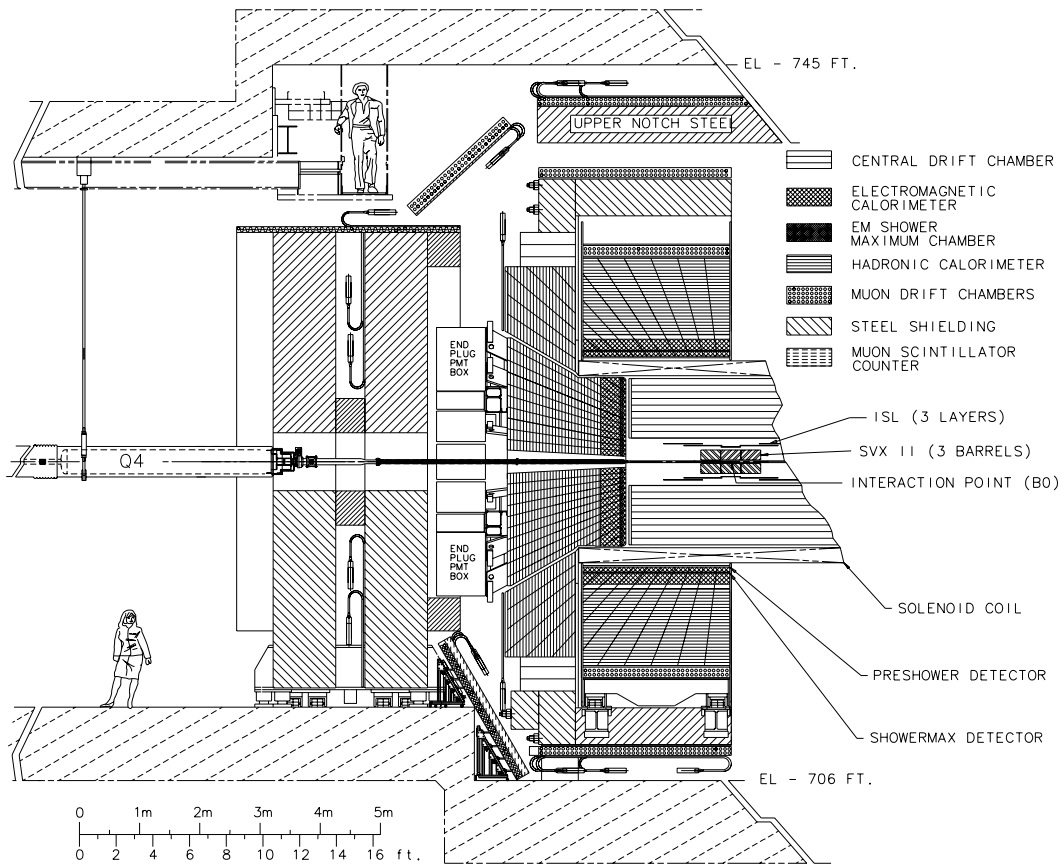 EL - 745 FT.
UPPER NOTCH STEEL
CENTRAL DRIFT CHAMBER
ELECTROMAGNETIC
CALORIMETER
EM SHOWER
MAXIMUM CHAMBER
HADRONIC CALORIMETER
MUON DRIFT CHAMBERS
STEEL SHIELDING
MUON SCINTILLATOR
COUNTER
END
PLUG
PMT
BOX
ISL (3 LAYERS)
SVX II (3 BARRELS)
INTERACTION POINT (B0)
Q4
END
PLUG
PMT
BOX
SOLENOID COIL
PRESHOWER DETECTOR
SHOWERMAX DETECTOR
EL - 706 FT.
0 1m 2m 3m 4m 5m
0 2 4 6 8 10 12 14 16 ft.